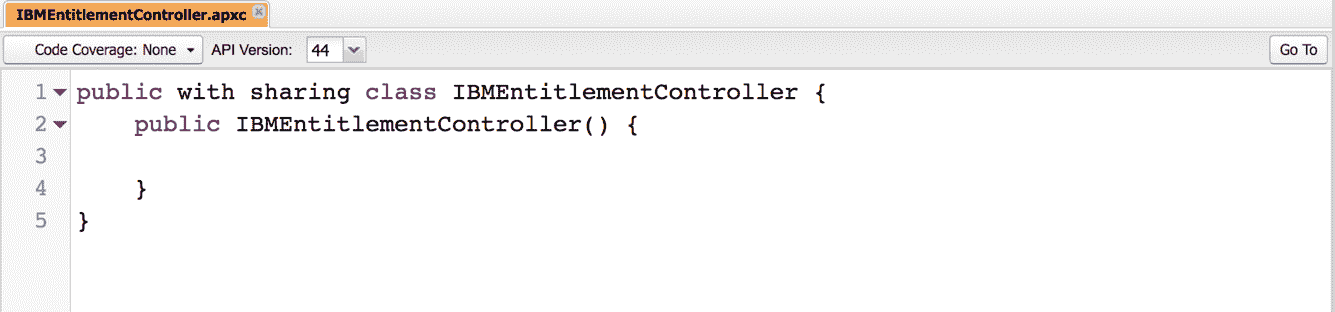 IBMEntitlementController.apxc
Code Coverage: None API Version: 44 Go To
1 public with sharing class IBMEntitlementController {
2     public IBMEntitlementController() {
3
4     }
5 }